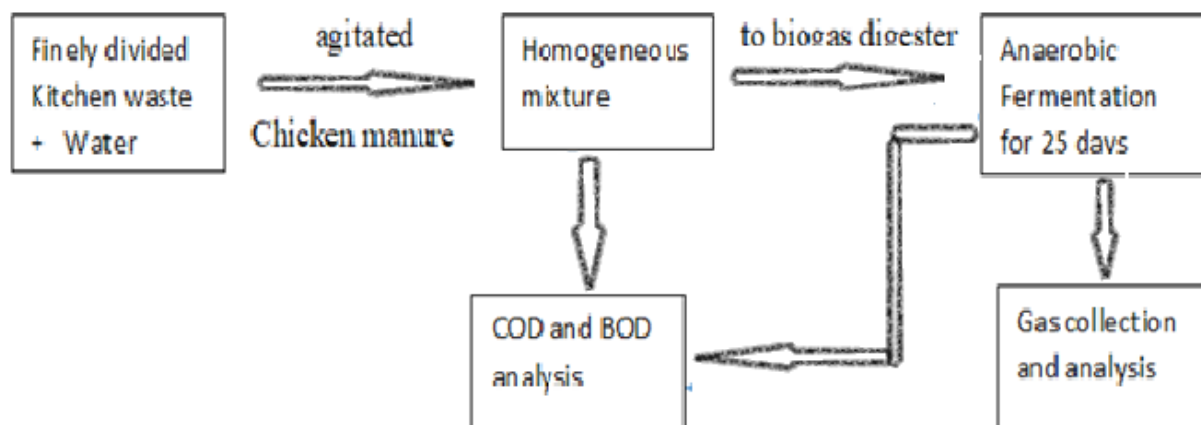 Finely divided
Kitchen waste
+ Water
agitated
Chicken manure
Homogeneous
mixture
to biogas digester
Anaerobic
Fermentation
for 25 days
COD and BOD
analysis
Gas collection
and analysis